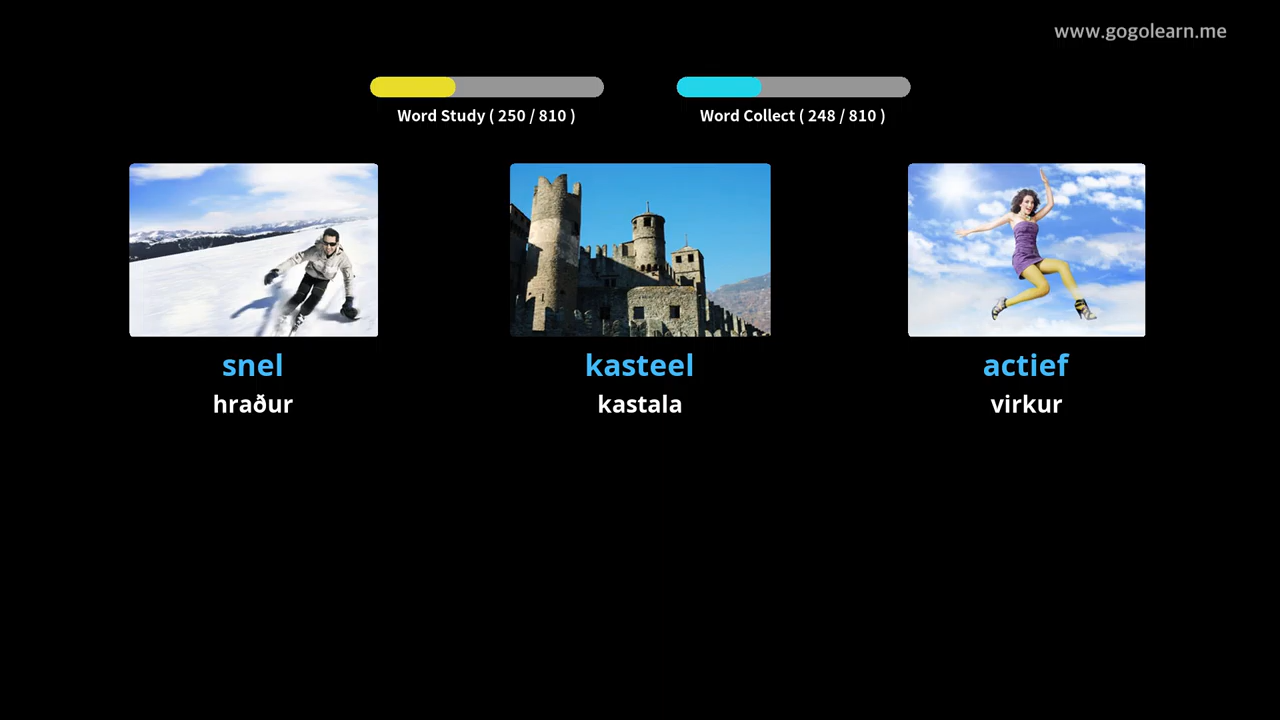 www.gogolearn.me
Word Study ( 250 / 810 )
Word Collect ( 248 / 810 )
snel
hraður
kasteel
kastala
actief
virkur